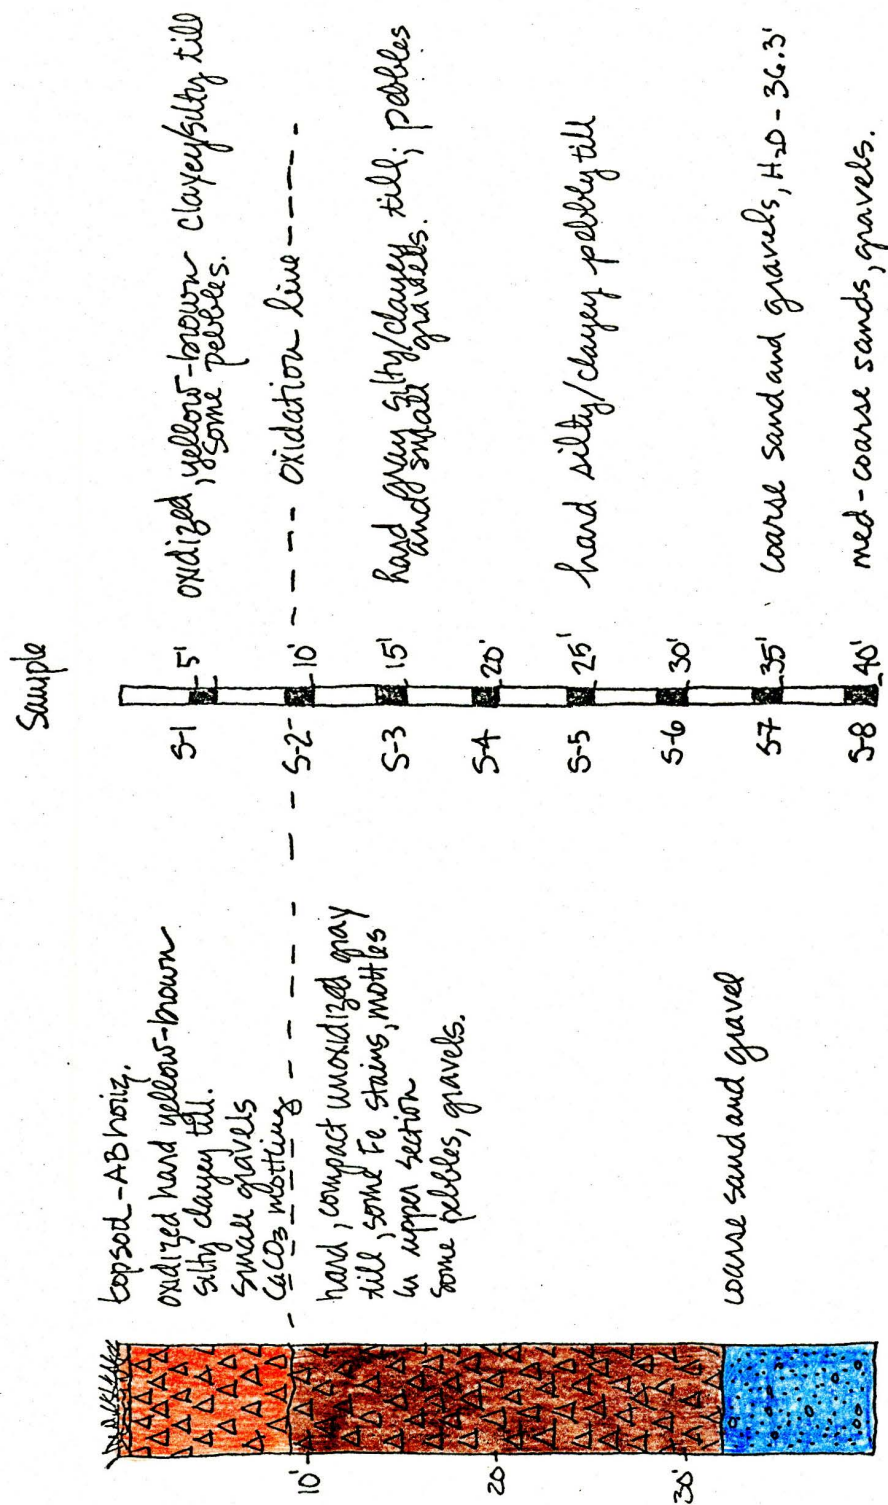 topsoil - AB horiz.
oxidized hard yellow-brown
silty clayey till.
small gravels
CaCO3 mottling
hard, compact unoxidized gray
till, some Fe stains, mottles
in upper section
some pebbles, gravels.
coarse sand and gravel
10'
20'
30'
Sample
S-1 5'
S-2 10'
S-3 15'
S-4 20'
S-5 25'
S-6 30'
S-7 35'
S-8 40'
oxidized, yellow-brown clayey/silty till
some pebbles.
oxidation line
hard gray silty/clayey till; pebbles
and small gravels.
hard silty/clayey pebbly till
coarse sand and gravels, H2O - 36.3'
med-coarse sands, gravels.